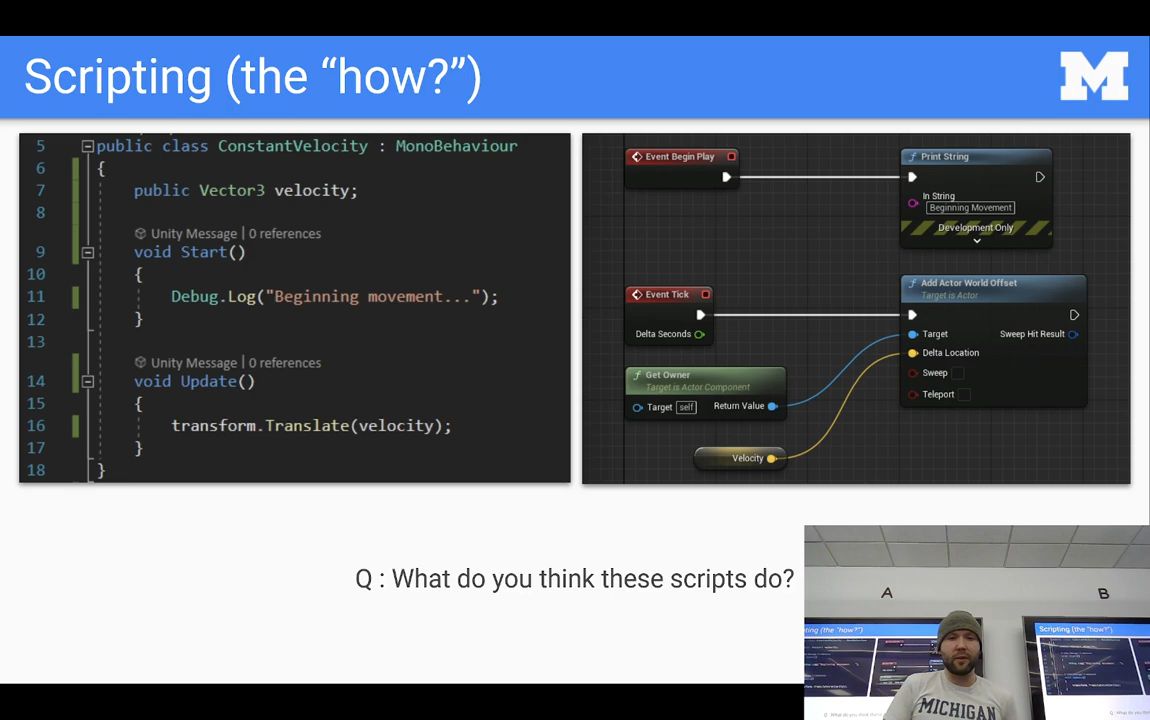 Scripting (the “how?”)
M
5 public class ConstantVelocity : MonoBehaviour
6 {
7 public Vector3 velocity;
8
Unity Message | 0 references
9 void Start()
10 {
11 Debug.Log("Beginning movement...");
12 }
13
Unity Message | 0 references
14 void Update()
15 {
16 transform.Translate(velocity);
17 }
18 }
Event Begin Play
f Print String
In String
Beginning Movement
Development Only
Event Tick
Delta Seconds
f Add Actor World Offset
Target is Actor
Target
Sweep Hit Result
Delta Location
Sweep
Teleport
f Get Owner
Target is Actor Component
Target self Return Value
Velocity
Q : What do you think these scripts do?
A
B
Scripting (the "how?")
MICHIGAN